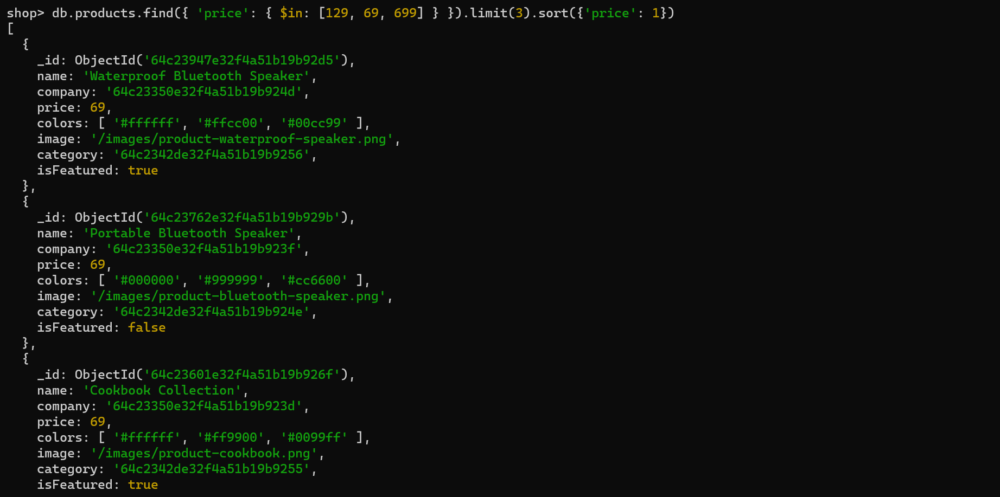 shop> db.products.find({ 'price': { $in: [129, 69, 699] } }).limit(3).sort({'price': 1})
[
  {
    _id: ObjectId('64c23947e32f4a51b19b92d5'),
    name: 'Waterproof Bluetooth Speaker',
    company: '64c23350e32f4a51b19b924d',
    price: 69,
    colors: [ '#ffffff', '#ffcc00', '#00cc99' ],
    image: '/images/product-waterproof-speaker.png',
    category: '64c2342de32f4a51b19b9256',
    isFeatured: true
  },
  {
    _id: ObjectId('64c23762e32f4a51b19b929b'),
    name: 'Portable Bluetooth Speaker',
    company: '64c23350e32f4a51b19b923f',
    price: 69,
    colors: [ '#000000', '#999999', '#cc6600' ],
    image: '/images/product-bluetooth-speaker.png',
    category: '64c2342de32f4a51b19b924e',
    isFeatured: false
  },
  {
    _id: ObjectId('64c23601e32f4a51b19b926f'),
    name: 'Cookbook Collection',
    company: '64c23350e32f4a51b19b923d',
    price: 69,
    colors: [ '#ffffff', '#ff9900', '#0099ff' ],
    image: '/images/product-cookbook.png',
    category: '64c2342de32f4a51b19b9255',
    isFeatured: true